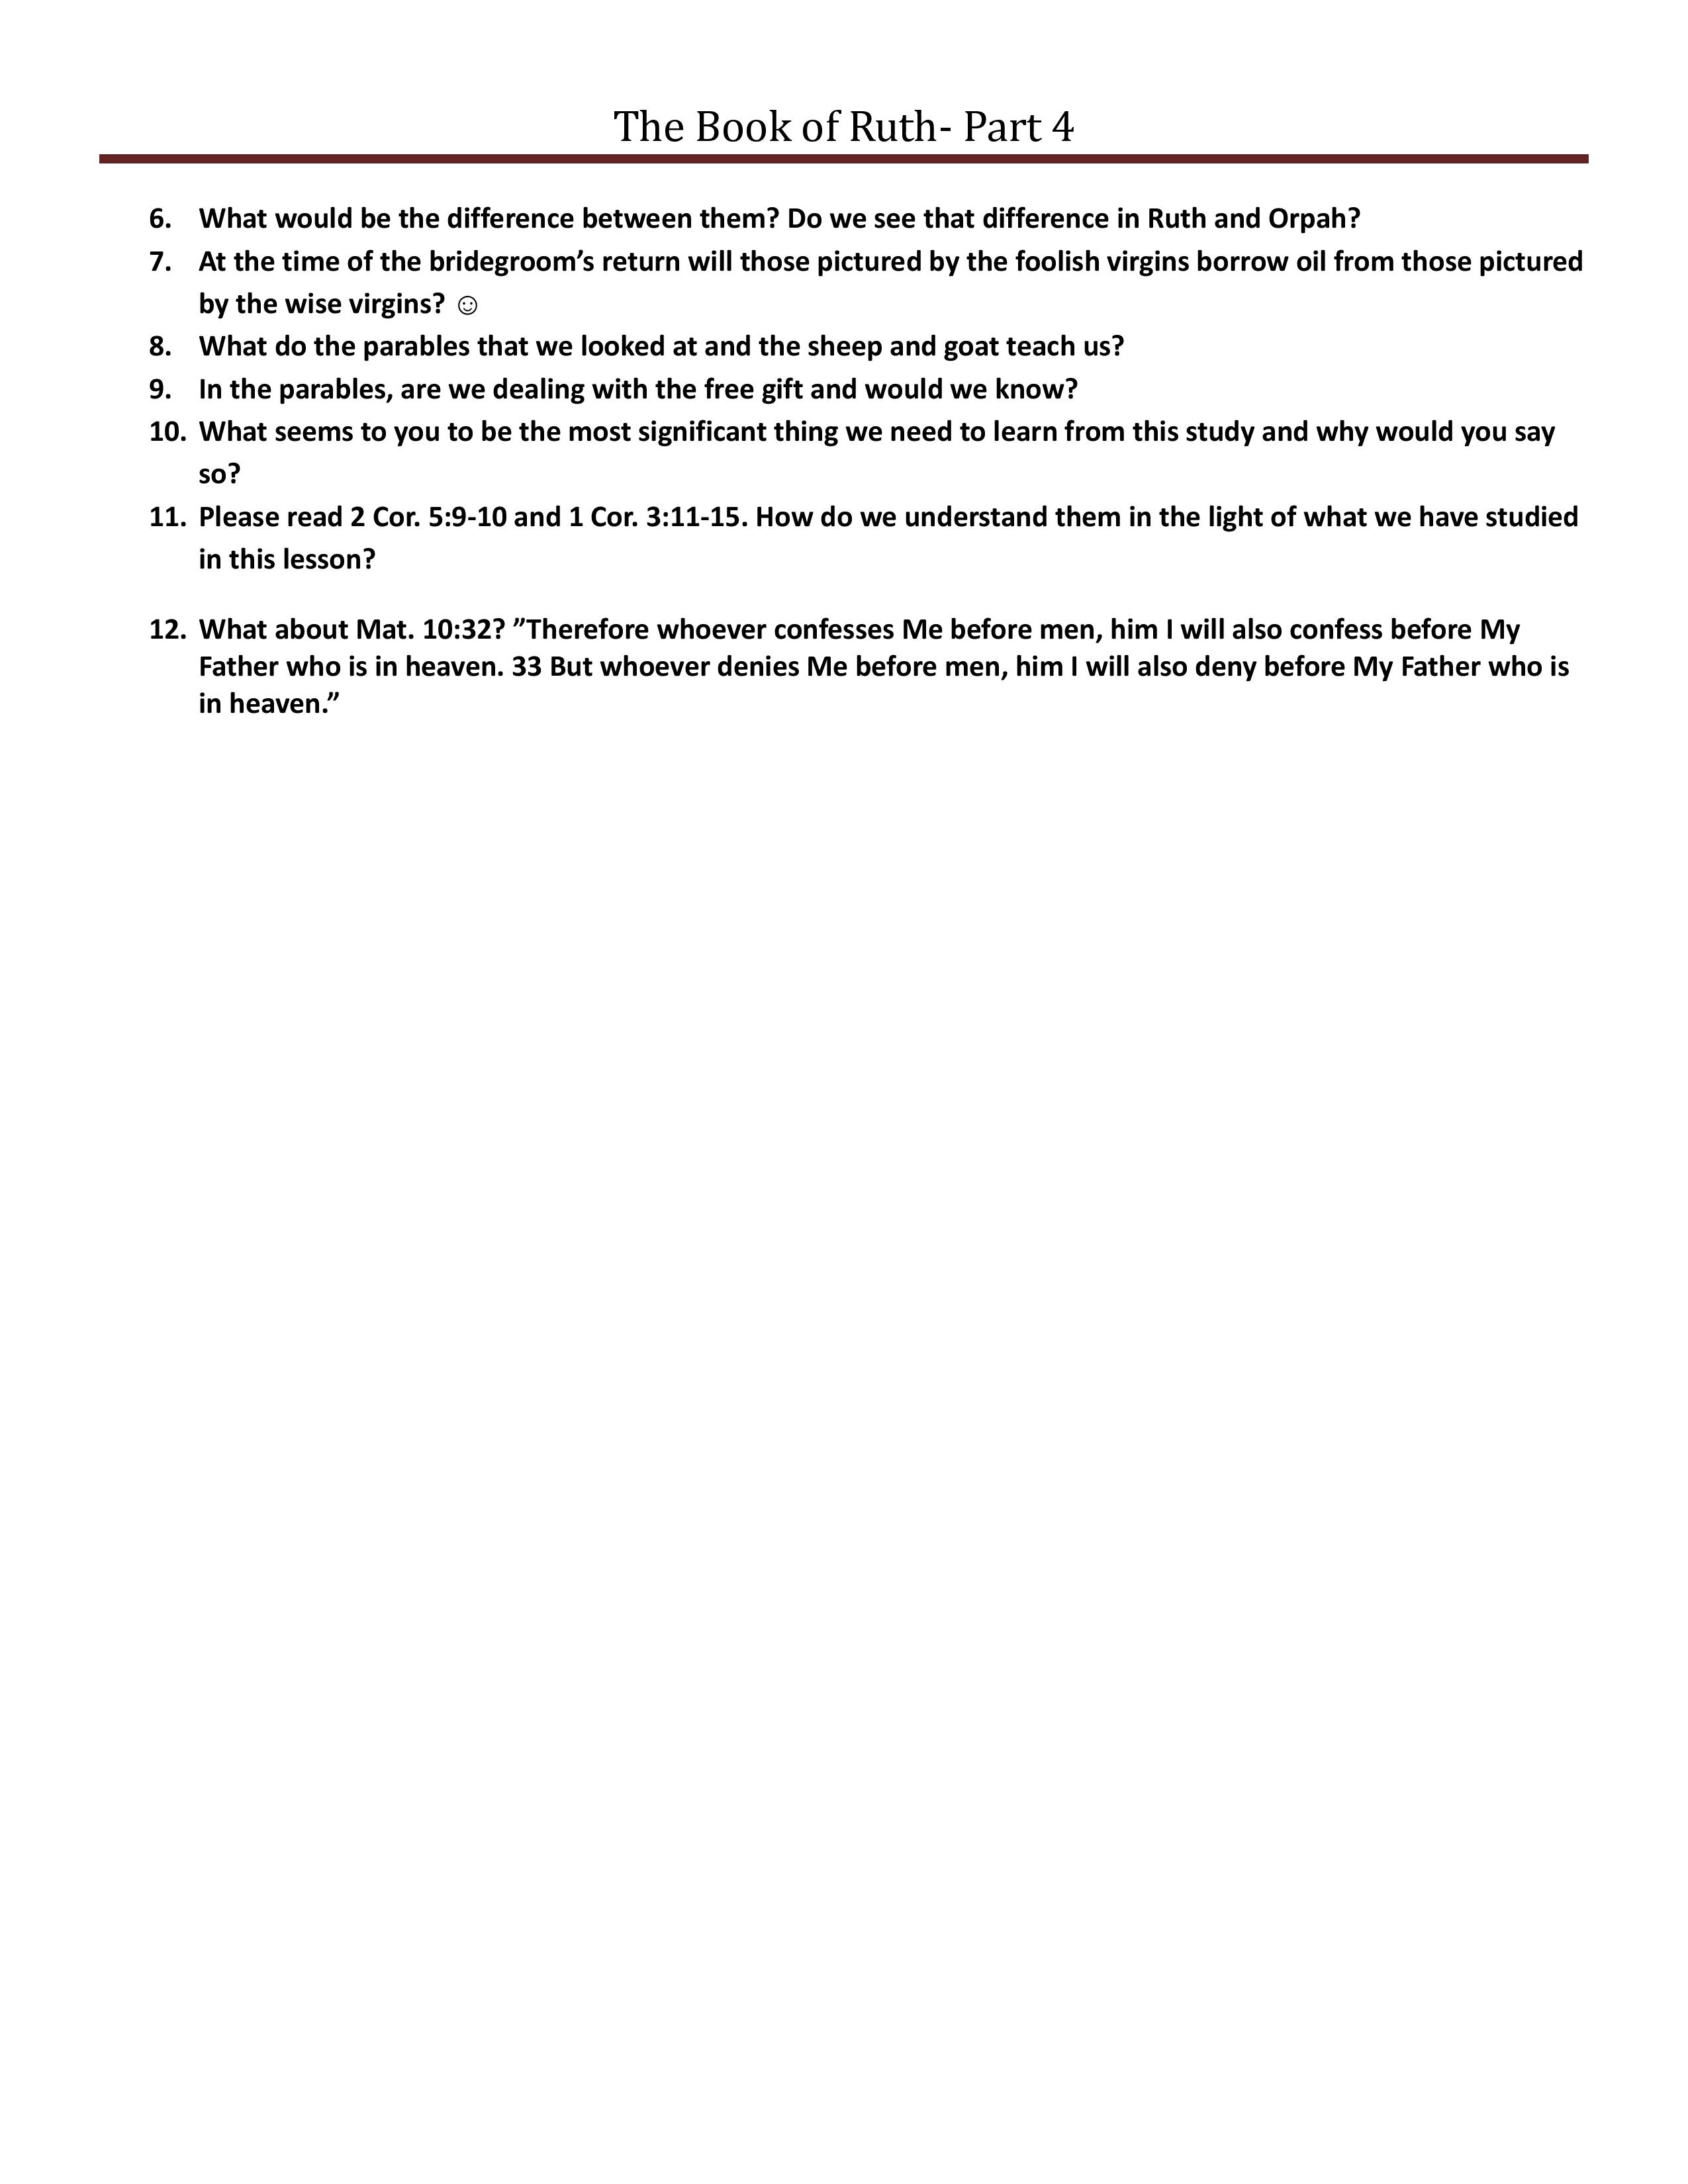 The Book of Ruth- Part 4
6. What would be the difference between them? Do we see that difference in Ruth and Orpah?
7. At the time of the bridegroom’s return will those pictured by the foolish virgins borrow oil from those pictured
by the wise virgins? ☺
8. What do the parables that we looked at and the sheep and goat teach us?
9. In the parables, are we dealing with the free gift and would we know?
10. What seems to you to be the most significant thing we need to learn from this study and why would you say
so?
11. Please read 2 Cor. 5:9-10 and 1 Cor. 3:11-15. How do we understand them in the light of what we have studied
in this lesson?
12. What about Mat. 10:32? ”Therefore whoever confesses Me before men, him I will also confess before My
Father who is in heaven. 33 But whoever denies Me before men, him I will also deny before My Father who is
in heaven.”